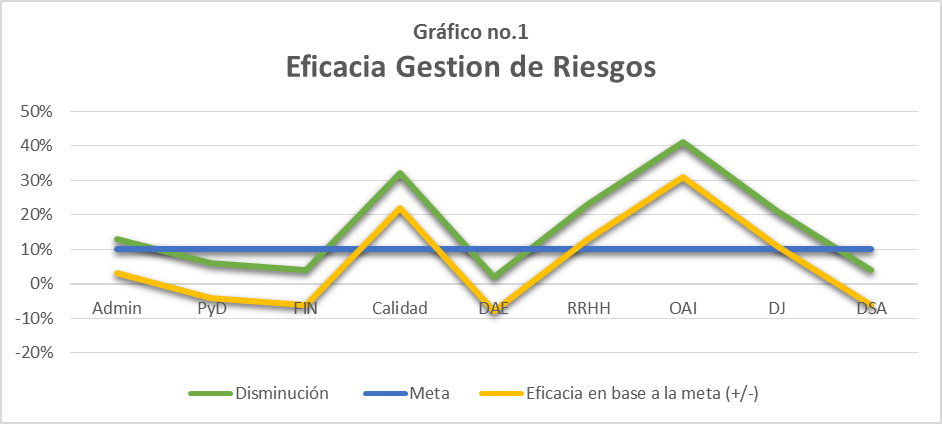 Gráfico no.1
Eficacia Gestion de Riesgos
50%
40%
30%
20%
10%
0%
-10%
-20%
Admin PyD FIN Calidad DAE RRHH OAI DJ DSA
Disminución Meta Eficacia en base a la meta (+/-)